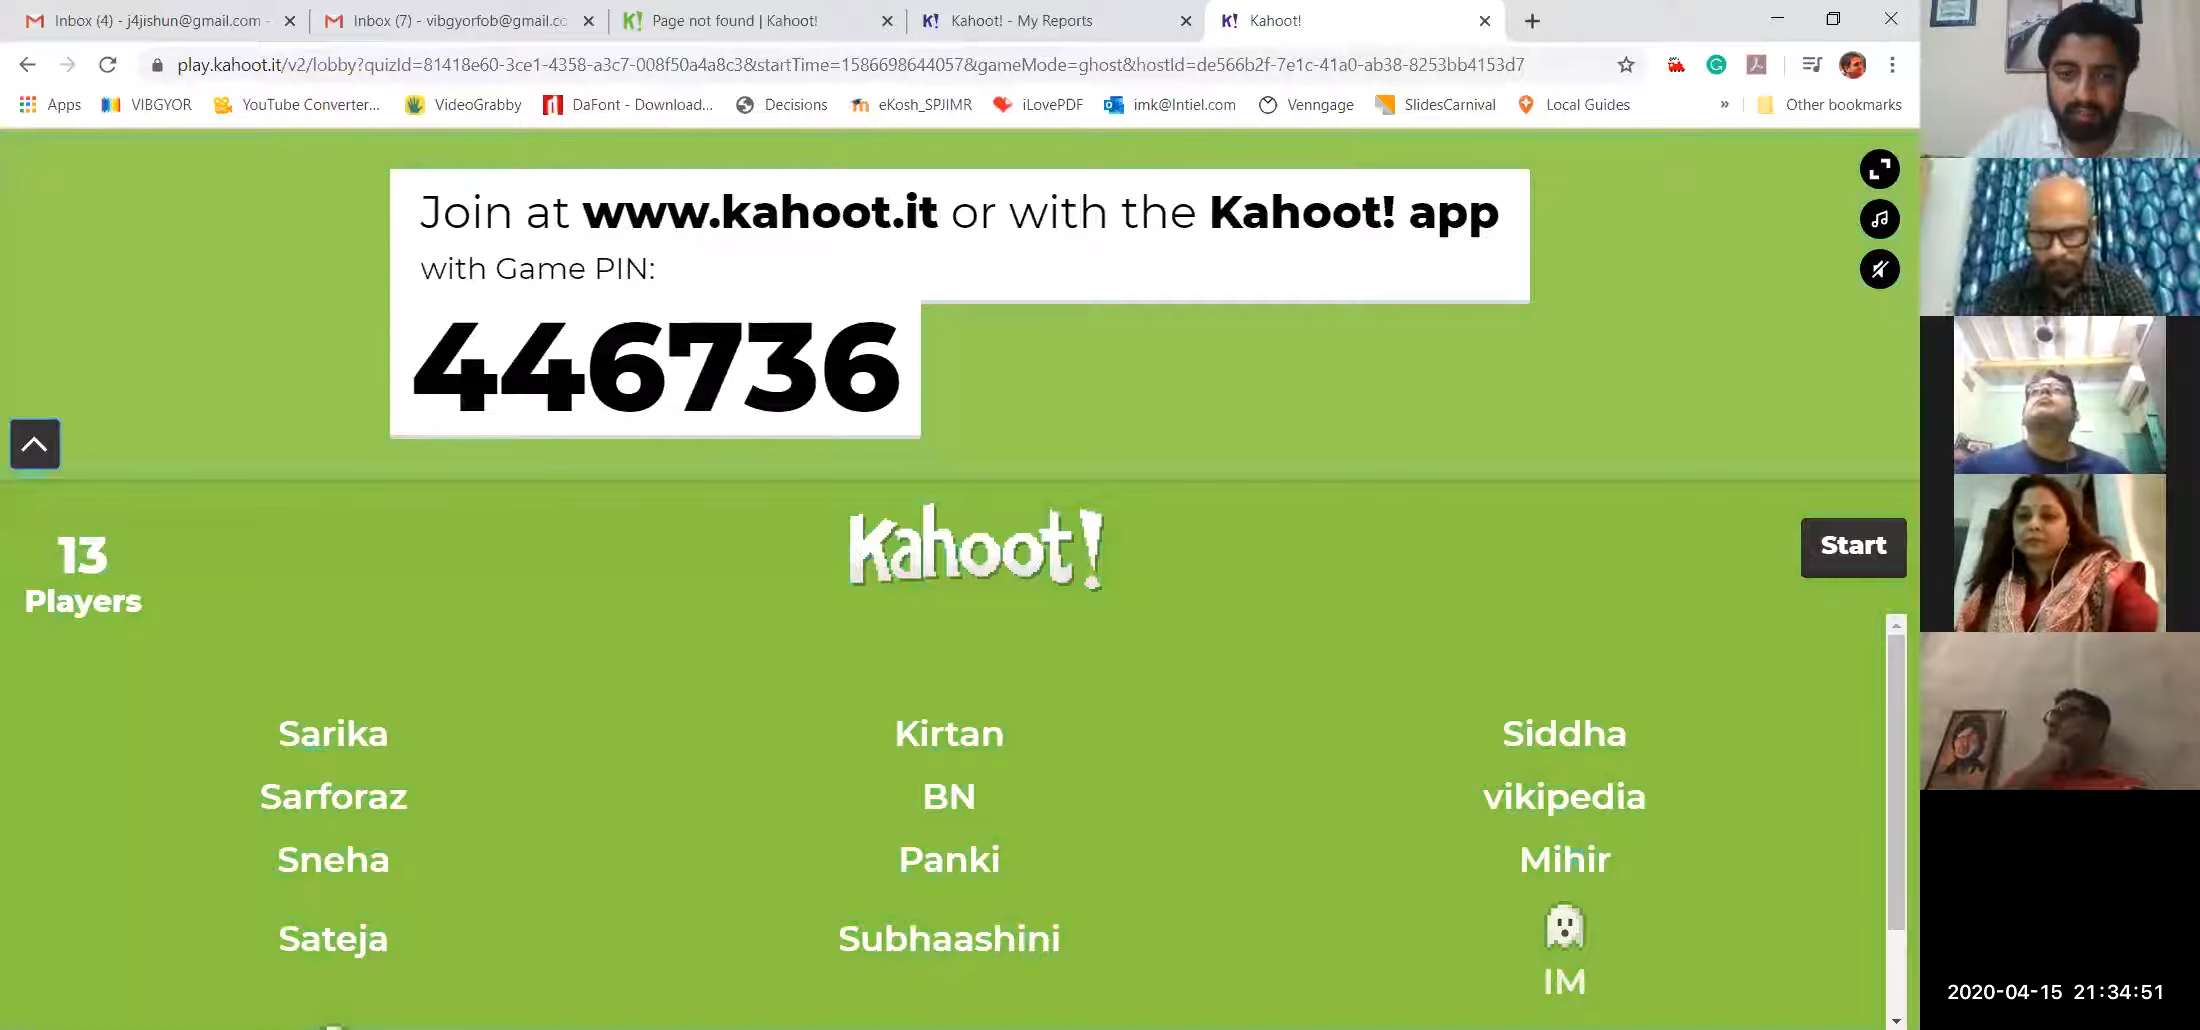 Inbox (4) - j4jishun@gmail.com -
Inbox (7) - vibgyorfob@gmail.cc
Page not found | Kahoot!
Kahoot! - My Reports
Kahoot!
play.kahoot.it/v2/lobby?quizId=81418e60-3ce1-4358-a3c7-008f50a4a8c3&startTime=1586698644057&gameMode=ghost&hostId=de566b2f-7e1c-41a0-ab38-8253bb4153d7
Apps VIBGYOR YouTube Converter... VideoGrabby DaFont - Download... Decisions eKosh_SPJIMR iLovePDF imk@Intiel.com Venngage SlidesCarnival Local Guides » Other bookmarks
Join at www.kahoot.it or with the Kahoot! app
with Game PIN:
446736
13
Players
Kahoot!
Start
Sarika Kirtan Siddha
Sarforaz BN vikipedia
Sneha Panki Mihir
Sateja Subhaashini IM
2020-04-15 21:34:51